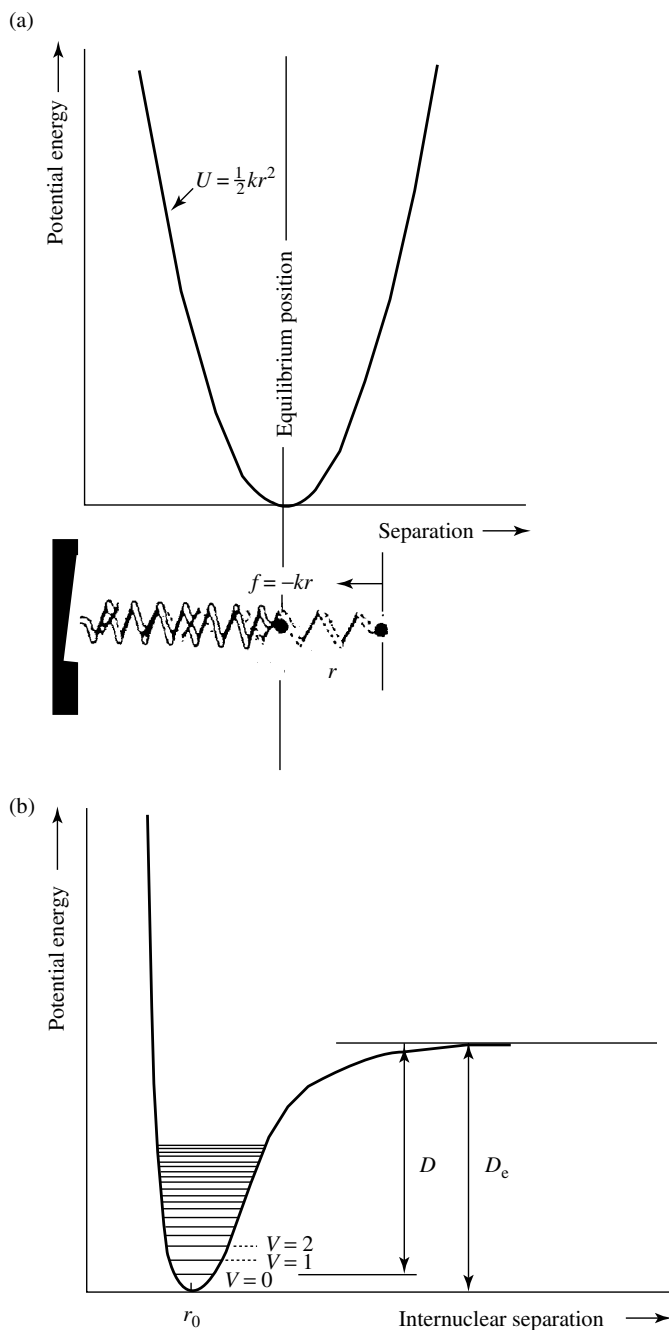 (a)
Potential energy
U = ½kr²
Equilibrium position
Separation
f = –kr
r
(b)
Potential energy
D
Dₑ
V = 2
V = 1
V = 0
r₀
Internuclear separation